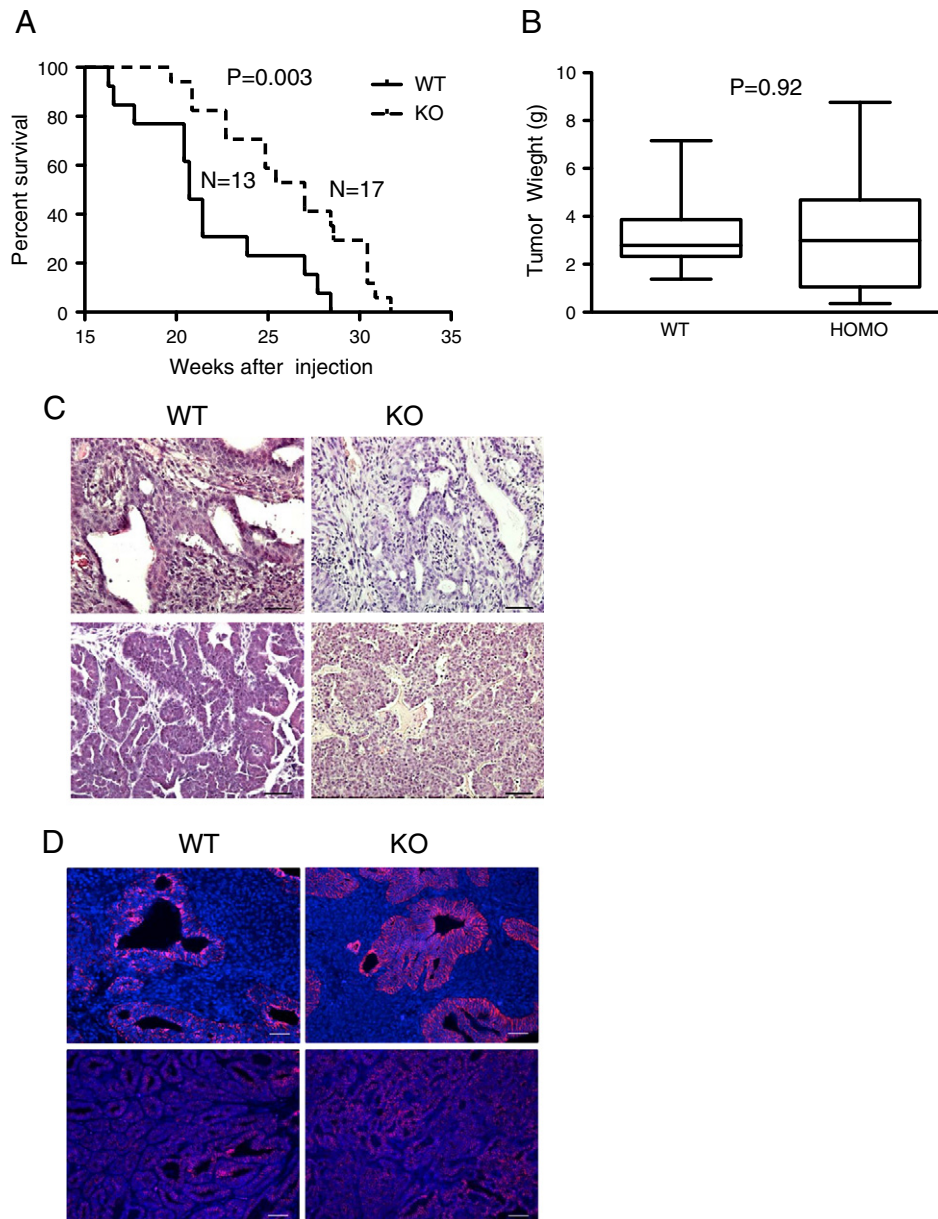 A
B
100
80
60
40
20
0
Percent survival
P=0.003
WT
KO
N=13
N=17
15
20
25
30
35
Weeks after injection
10
8
6
4
2
0
Tumor Wieght (g)
P=0.92
WT
HOMO
C
WT
KO
D
WT
KO